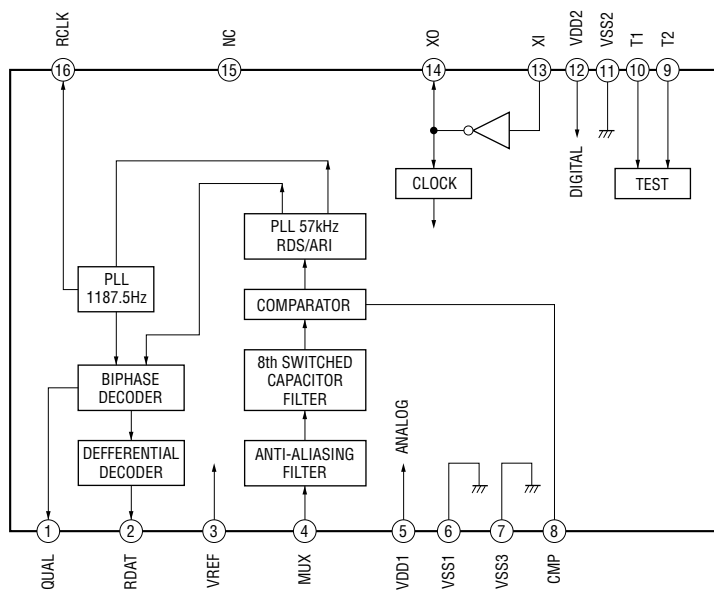 RCLK
NC
XO
XI
VDD2
VSS2
T1
T2
16
15
14
13
12
11
10
9
CLOCK
DIGITAL
TEST
PLL 57kHz
RDS/ARI
PLL
1187.5Hz
COMPARATOR
8th SWITCHED
CAPACITOR
FILTER
BIPHASE
DECODER
DEFFERENTIAL
DECODER
ANTI-ALIASING
FILTER
ANALOG
1
2
3
4
5
6
7
8
QUAL
RDAT
VREF
MUX
VDD1
VSS1
VSS3
CMP